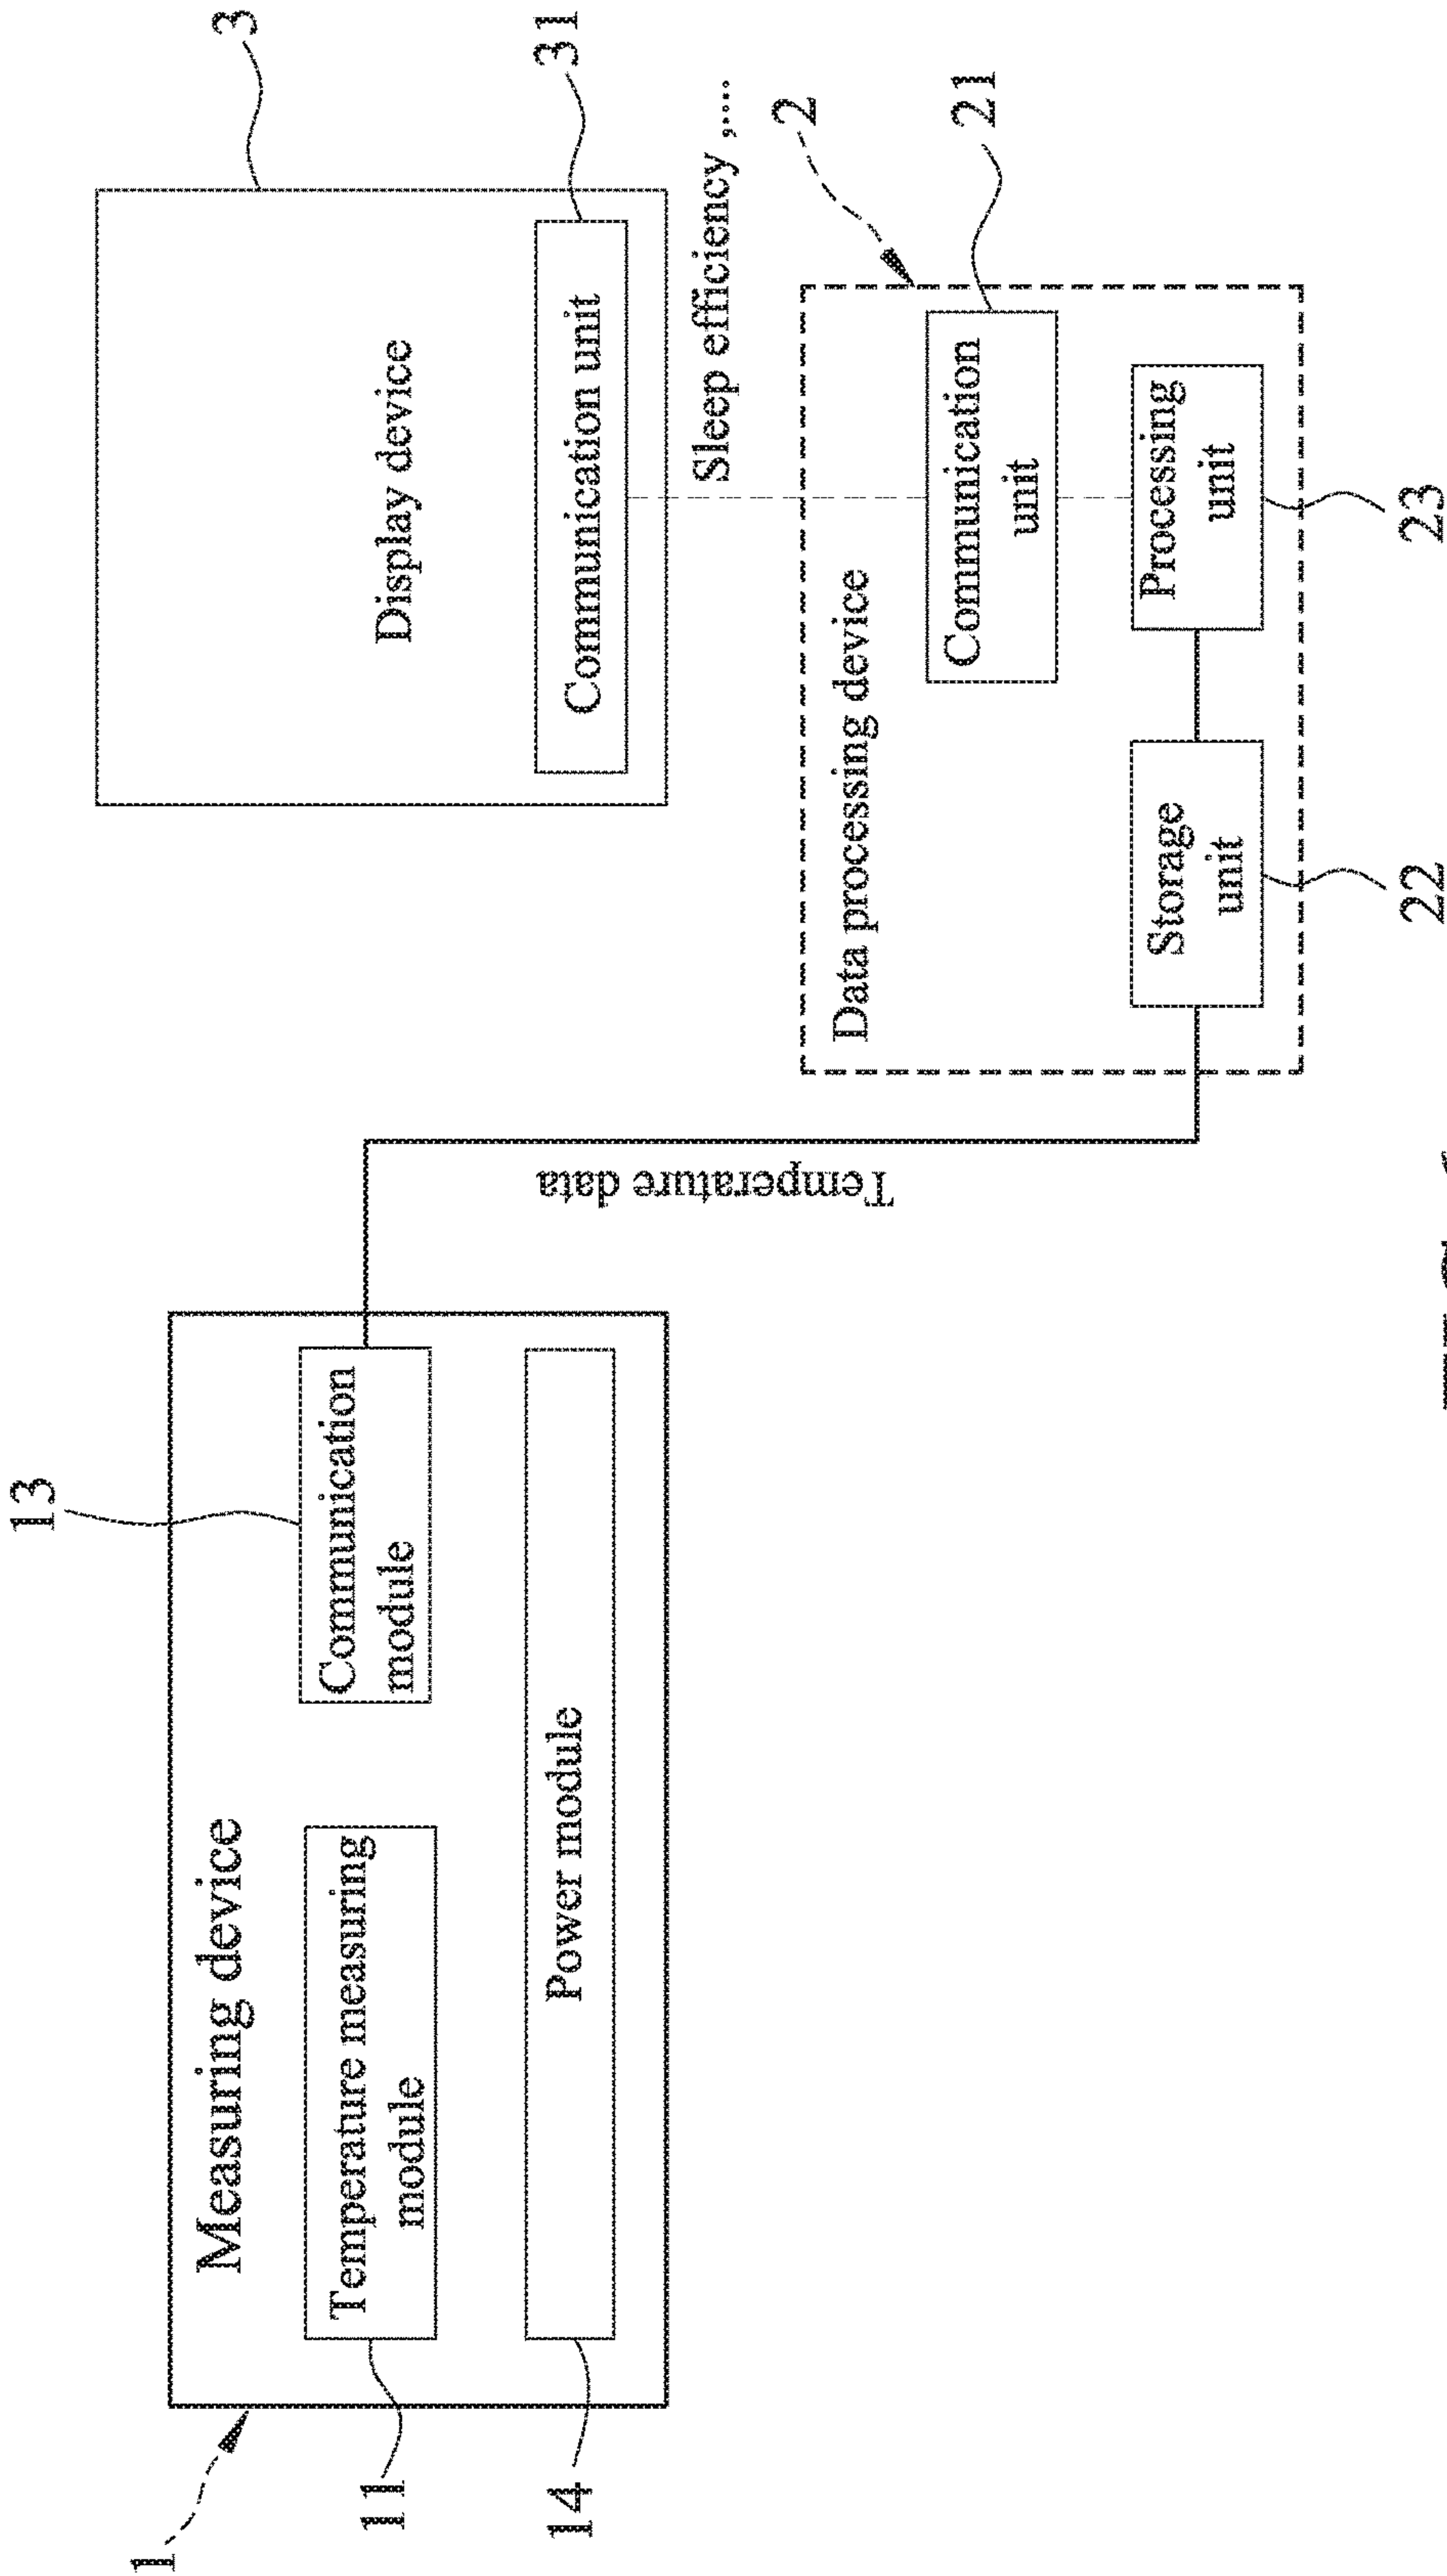 1
Measuring device
13
Temperature measuring
module
Communication
module
11
Power module
14
Temperature data
3
Display device
Communication unit
31
Sleep efficiency ,....
2
Data processing device
Communication
unit
21
Storage
unit
Processing
unit
22
23